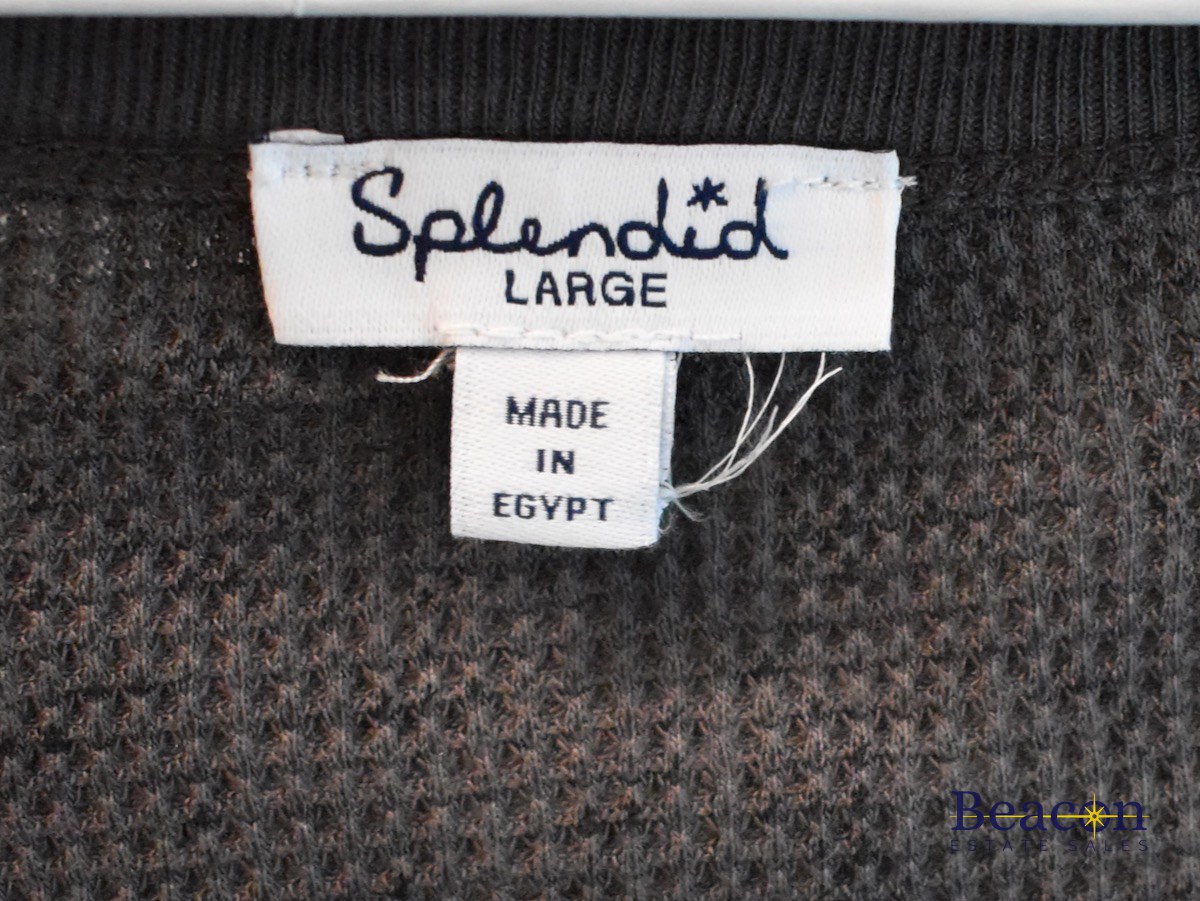 Splendid
LARGE
MADE
IN
EGYPT
Beacon
ESTATE SALES